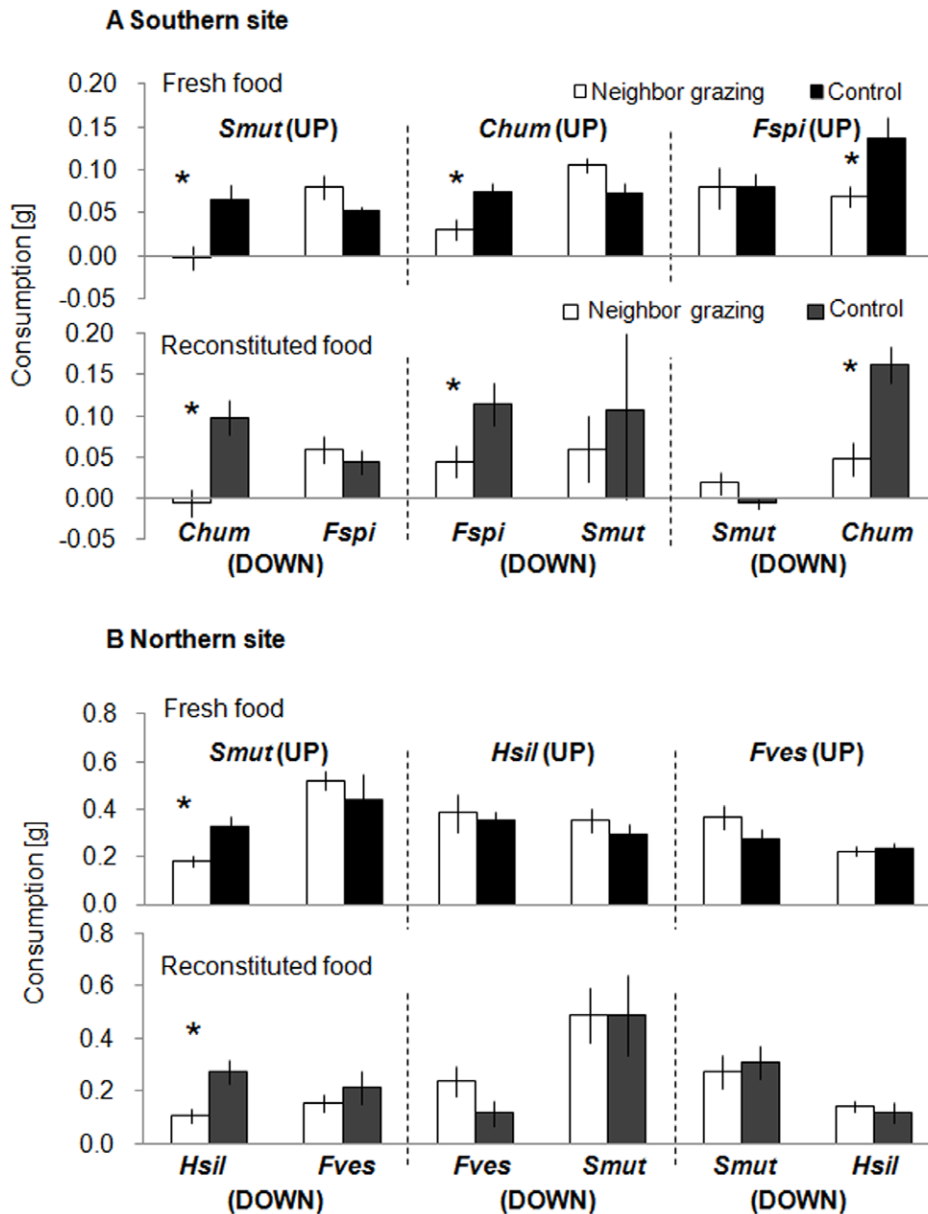 A Southern site
Fresh food
Neighbor grazing Control
Smut (UP) Chum (UP) Fspi (UP)
0.20
0.15
0.10
0.05
0.00
-0.05
* * *
Consumption [g]
Neighbor grazing Control
Reconstituted food
0.20
0.15
0.10
0.05
0.00
-0.05
* * *
Chum Fspi Fspi Smut Smut Chum
(DOWN) (DOWN) (DOWN)
B Northern site
Fresh food
Smut (UP) Hsil (UP) Fves (UP)
0.8
0.6
0.4
0.2
0.0
*
Consumption [g]
Reconstituted food
0.8
0.6
0.4
0.2
0.0
*
Hsil Fves Fves Smut Smut Hsil
(DOWN) (DOWN) (DOWN)